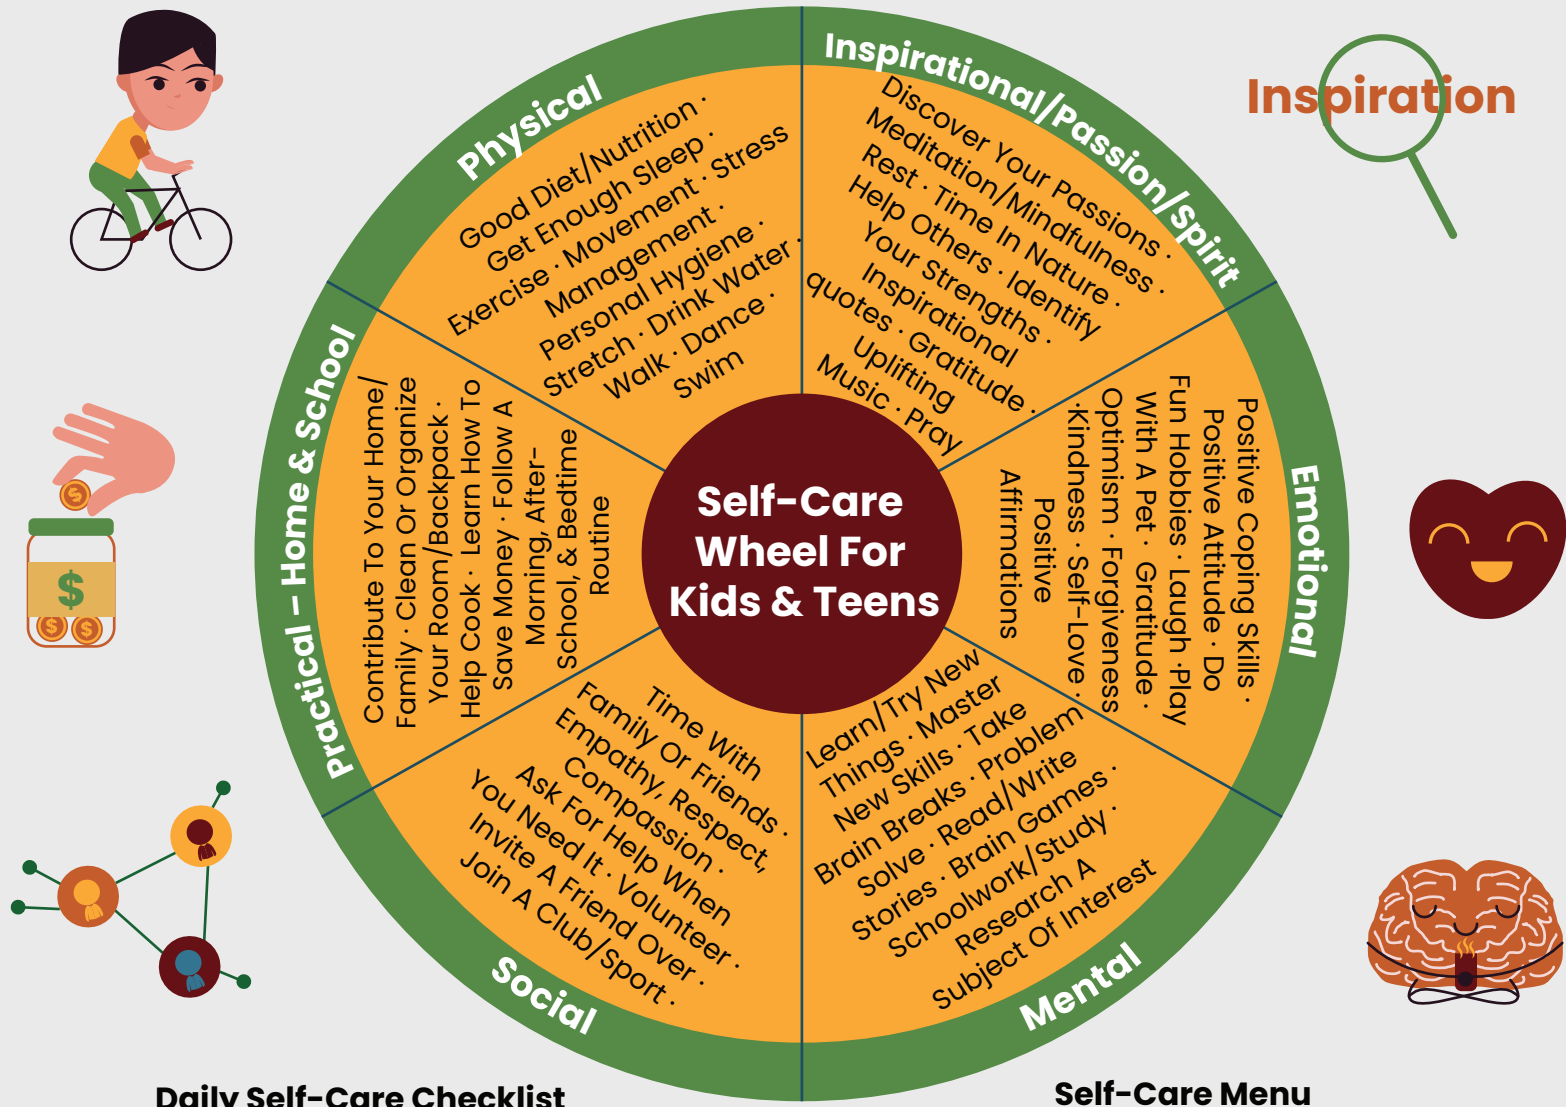 Physical
Good Diet/Nutrition ·
Get Enough Sleep ·
Exercise · Movement · Stress
Management ·
Personal Hygiene ·
Stretch · Drink Water ·
Walk · Dance ·
Swim
Inspirational/Passion/Spirit
Discover Your Passions ·
Meditation/Mindfulness ·
Rest · Time In Nature ·
Help Others · Identify
Your Strengths ·
Inspirational
quotes · Gratitude ·
Uplifting
Music · Pray
Inspiration
Emotional
Positive Coping Skills ·
Positive Attitude · Do
Fun Hobbies · Laugh ·Play
With A Pet · Gratitude ·
Optimism · Forgiveness
·Kindness · Self-Love ·
Positive
Affirmations
Mental
Learn/Try New
Things · Master
New Skills · Take
Brain Breaks · Problem
Solve · Read/Write
Stories · Brain Games ·
Schoolwork/Study ·
Research A
Subject Of Interest
Social
Time With
Family Or Friends ·
Empathy, Respect,
Compassion ·
Ask For Help When
You Need It · Volunteer ·
Invite A Friend Over ·
Join A Club/Sport ·
Practical – Home & School
Contribute To Your Home/
Family · Clean Or Organize
Your Room/Backpack ·
Help Cook · Learn How To
Save Money · Follow A
Morning, After-
School, & Bedtime
Routine
Self-Care
Wheel For
Kids & Teens
$
$
$ $
Daily Self-Care Checklist
Self-Care Menu